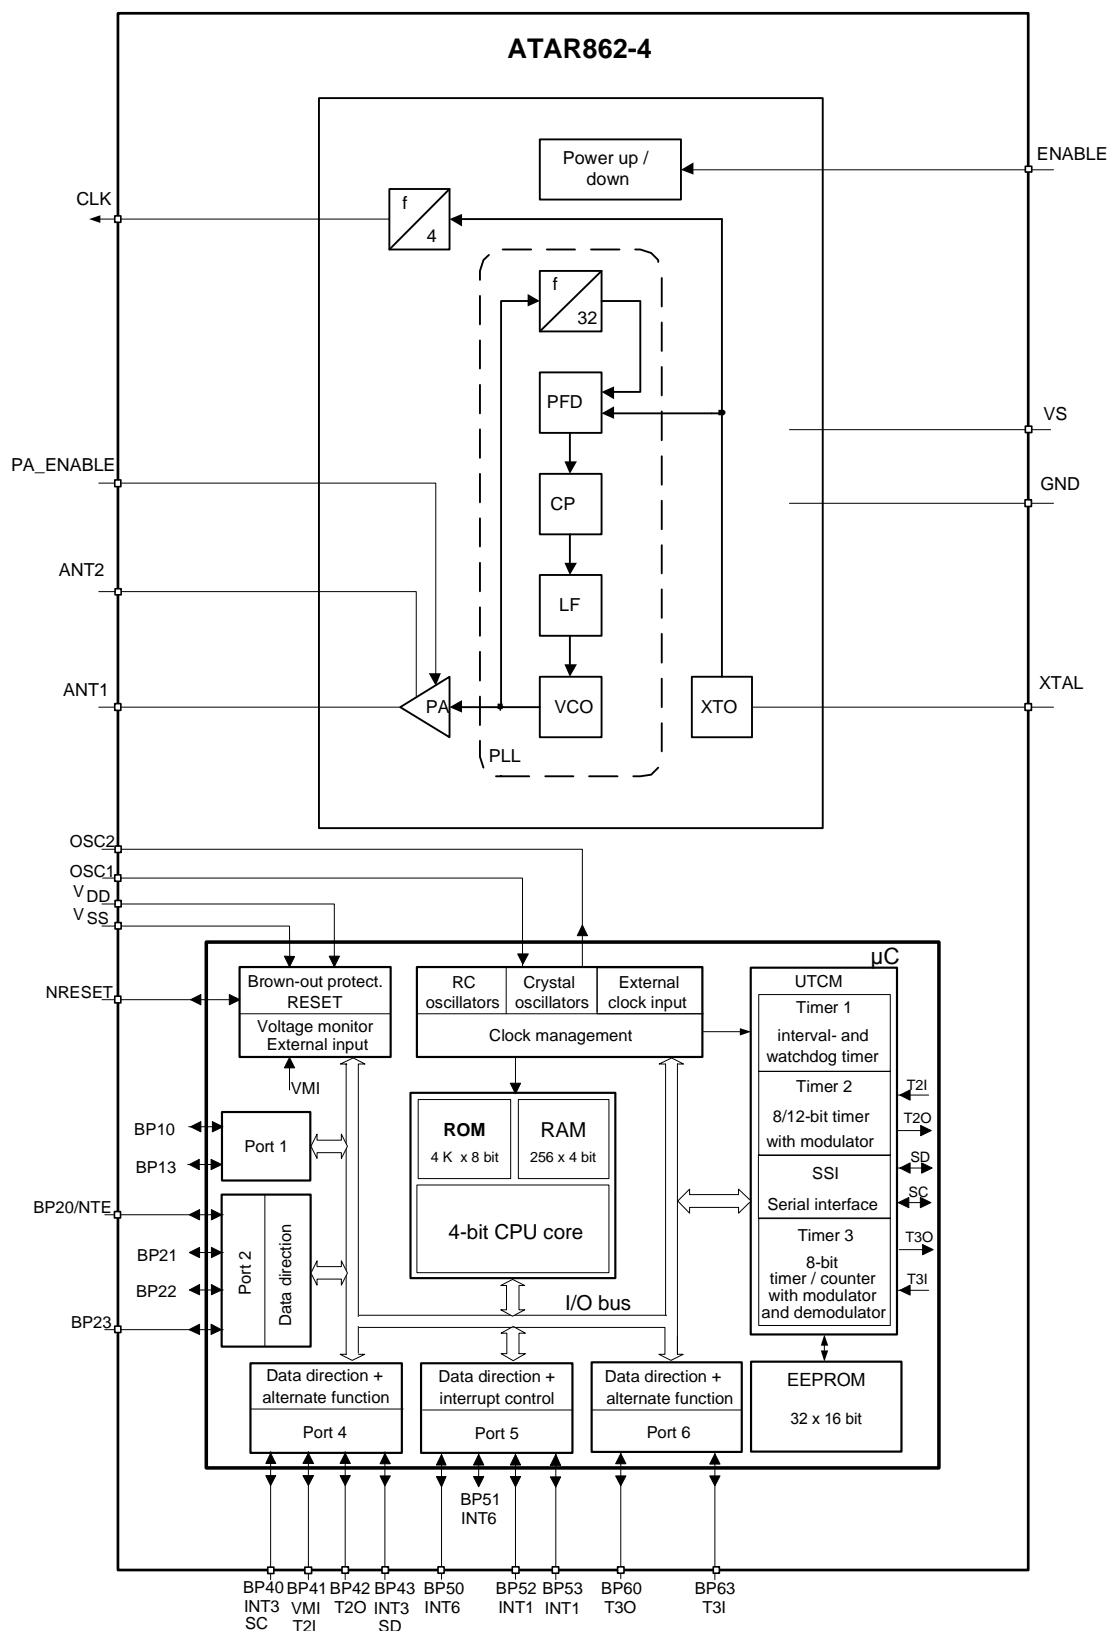 ATAR862-4
Power up /
down
ENABLE
CLK
f
4
f
32
PFD
VS
PA_ENABLE
CP
GND
ANT2
LF
ANT1
PA
VCO
XTO
XTAL
PLL
OSC2
OSC1
V DD
V SS
µC
NRESET
Brown-out protect.
RESET
Voltage monitor
External input
VMI
RC
oscillators
Crystal
oscillators
External
clock input
Clock management
UTCM
Timer 1
interval- and
watchdog timer
Timer 2
8/12-bit timer
with modulator
SSI
Serial interface
Timer 3
8-bit
timer / counter
with modulator
and demodulator
T2I
T2O
SD
SC
T3O
T3I
BP10
BP13
Port 1
ROM
4 K x 8 bit
RAM
256 x 4 bit
4-bit CPU core
BP20/NTE
BP21
BP22
BP23
Port 2
Data direction
I/O bus
Data direction +
alternate function
Port 4
Data direction +
interrupt control
Port 5
Data direction +
alternate function
Port 6
EEPROM
32 x 16 bit
BP51
INT6
BP40
INT3
SC
BP41
VMI
T2I
BP42
T2O
BP43
INT3
SD
BP50
INT6
BP52
INT1
BP53
INT1
BP60
T3O
BP63
T3I